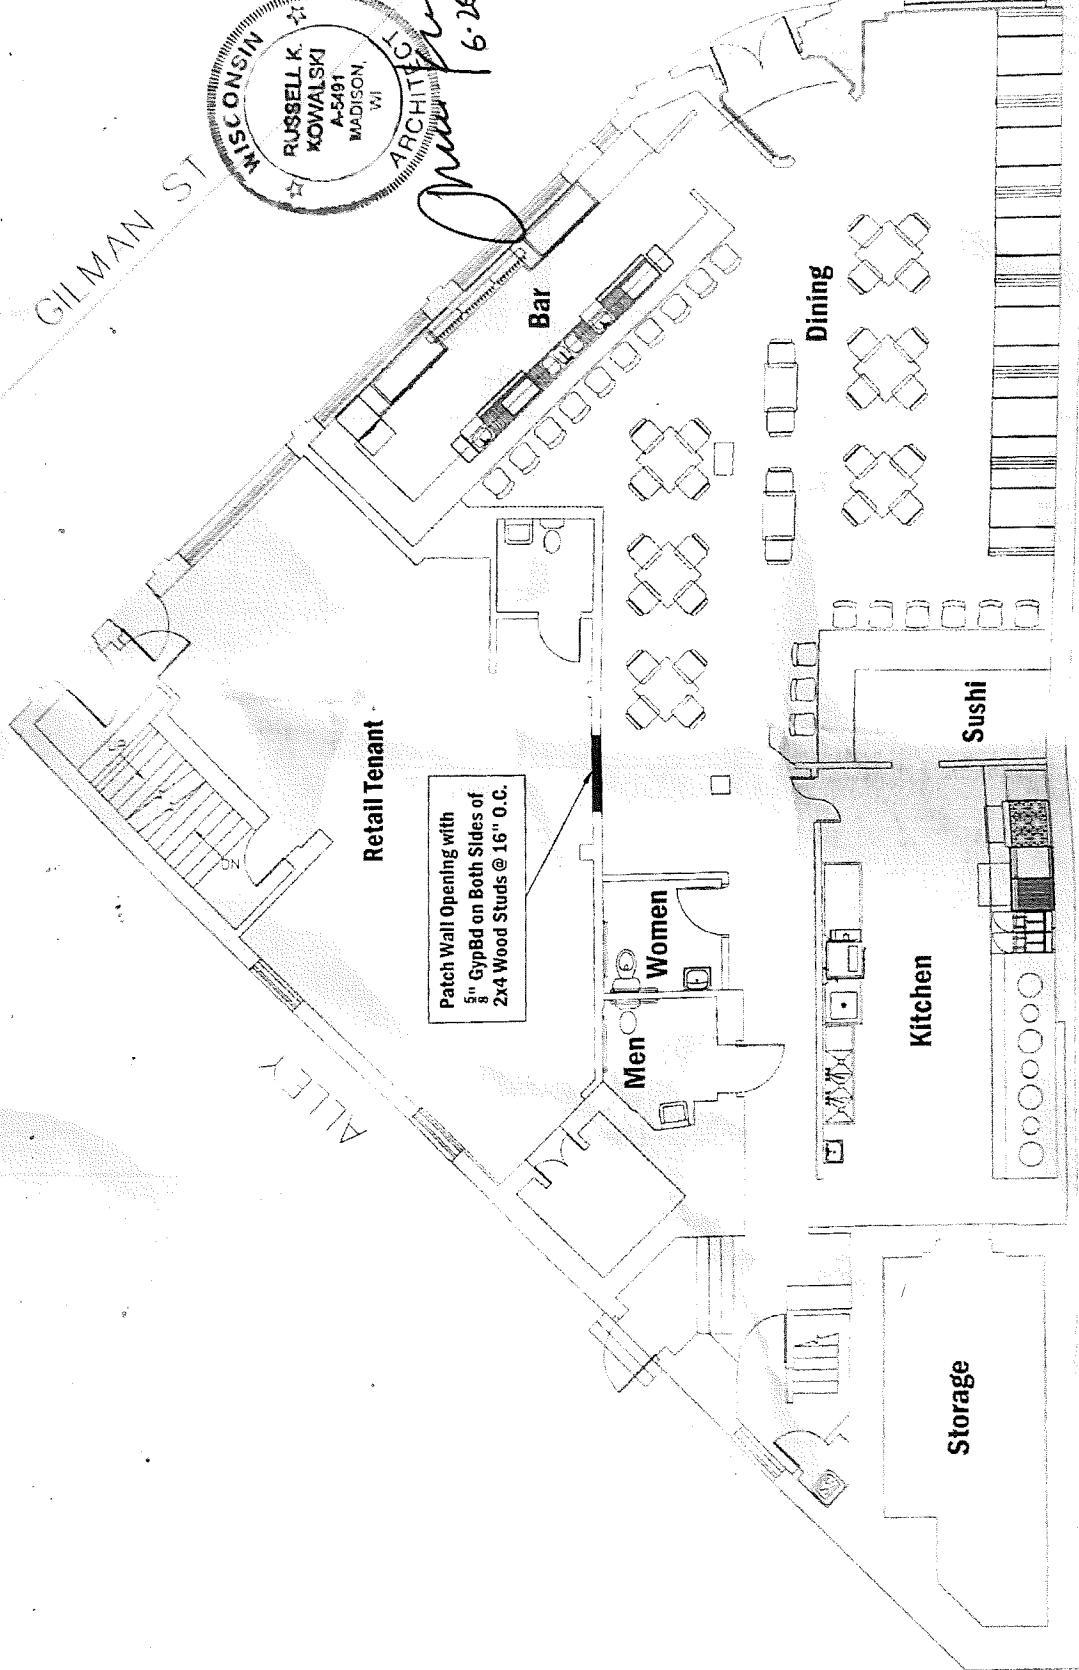 GILMAN ST
WISCONSIN
RUSSELL K.
KOWALSKI
A-5491
MADISON,
WI
ARCHITECT
Bar
Dining
Retail Tenant
Patch Wall Opening with
5/8" GypBd on Both Sides of
2x4 Wood Studs @ 16" O.C.
UP
DN
Sushi
Women
Men
Kitchen
ALLEY
Storage